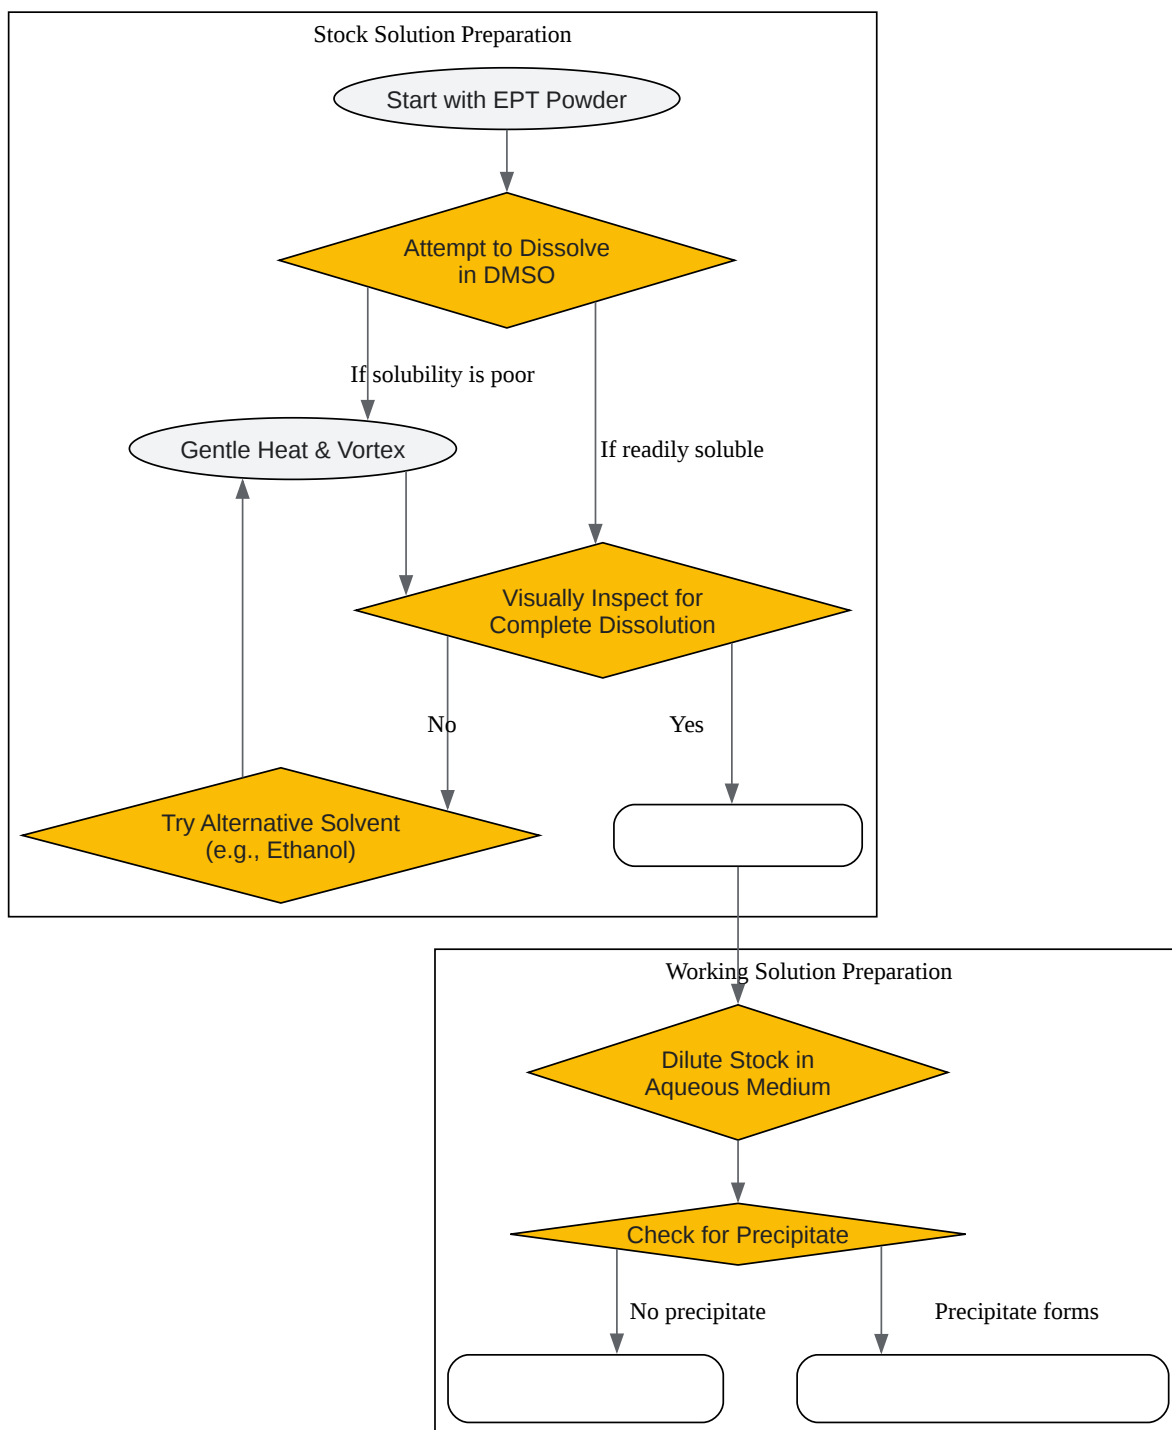 Stock Solution Preparation
Start with EPT Powder
Attempt to Dissolve
in DMSO
If solubility is poor
Gentle Heat & Vortex
If readily soluble
Visually Inspect for
Complete Dissolution
No
Yes
Try Alternative Solvent
(e.g., Ethanol)
Working Solution Preparation
Dilute Stock in
Aqueous Medium
Check for Precipitate
No precipitate
Precipitate forms